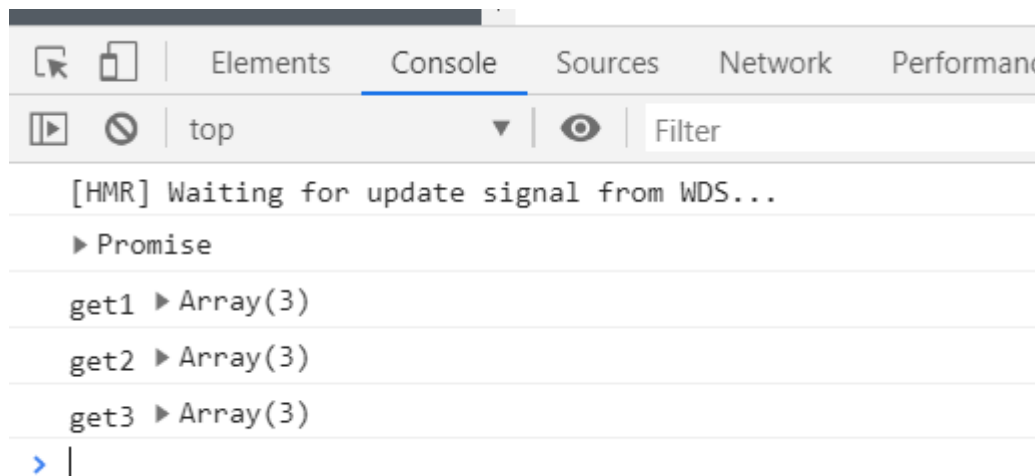 Elements Console Sources Network Performanc
top Filter
[HMR] Waiting for update signal from WDS...
Promise
get1 Array(3)
get2 Array(3)
get3 Array(3)